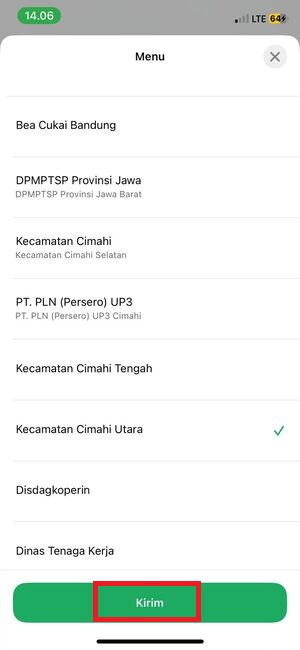 14.06
LTE 64
Menu
Bea Cukai Bandung
DPMPTSP Provinsi Jawa
DPMPTSP Provinsi Jawa Barat
Kecamatan Cimahi
Kecamatan Cimahi Selatan
PT. PLN (Persero) UP3
PT. PLN (Persero) UP3 Cimahi
Kecamatan Cimahi Tengah
Kecamatan Cimahi Utara
Disdagkoperin
Dinas Tenaga Kerja
Kirim